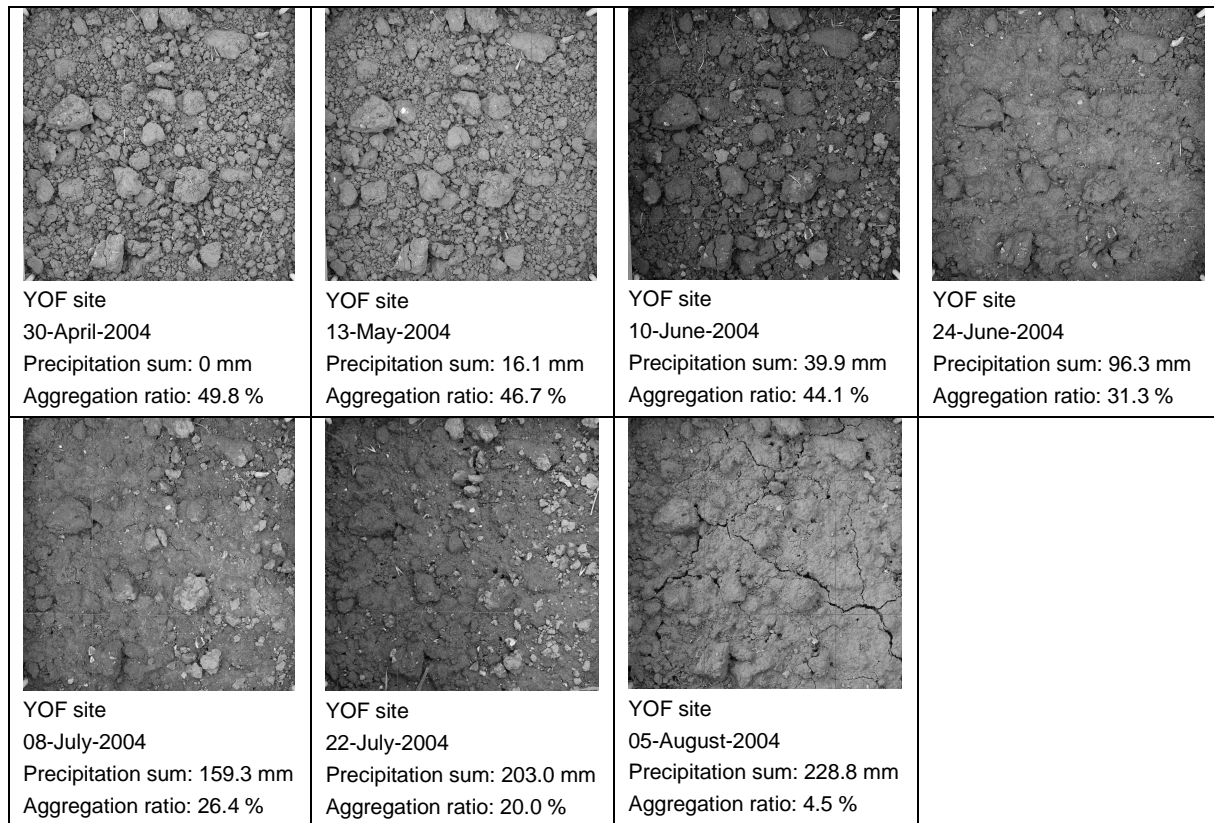 YOF site
30-April-2004
Precipitation sum: 0 mm
Aggregation ratio: 49.8 %
YOF site
13-May-2004
Precipitation sum: 16.1 mm
Aggregation ratio: 46.7 %
YOF site
10-June-2004
Precipitation sum: 39.9 mm
Aggregation ratio: 44.1 %
YOF site
24-June-2004
Precipitation sum: 96.3 mm
Aggregation ratio: 31.3 %
YOF site
08-July-2004
Precipitation sum: 159.3 mm
Aggregation ratio: 26.4 %
YOF site
22-July-2004
Precipitation sum: 203.0 mm
Aggregation ratio: 20.0 %
YOF site
05-August-2004
Precipitation sum: 228.8 mm
Aggregation ratio: 4.5 %